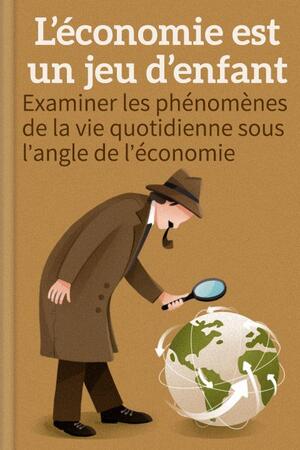 L’économie est
un jeu d’enfant
Examiner les phénomènes
de la vie quotidienne sous
l’angle de l’économie